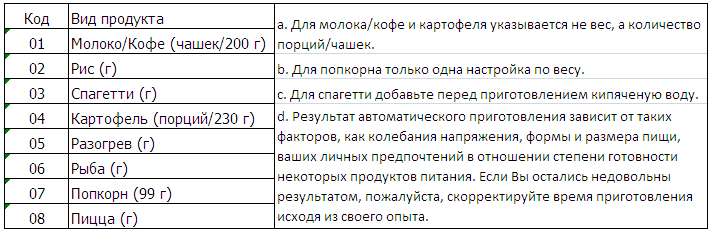 Код Вид продукта
01 Молоко/Кофе (чашек/200 г)
02 Рис (г)
03 Спагетти (г)
04 Картофель (порций/230 г)
05 Разогрев (г)
06 Рыба (г)
07 Попкорн (99 г)
08 Пицца (г)
a. Для молока/кофе и картофеля указывается не вес, а количество
порций/чашек.
b. Для попкорна только одна настройка по весу.
c. Для спагетти добавьте перед приготовлением кипяченую воду.
d. Результат автоматического приготовления зависит от таких
факторов, как колебания напряжения, формы и размера пищи,
ваших личных предпочтений в отношении степени готовности
некоторых продуктов питания. Если Вы остались недовольны
результатом, пожалуйста, скорректируйте время приготовления
исходя из своего опыта.